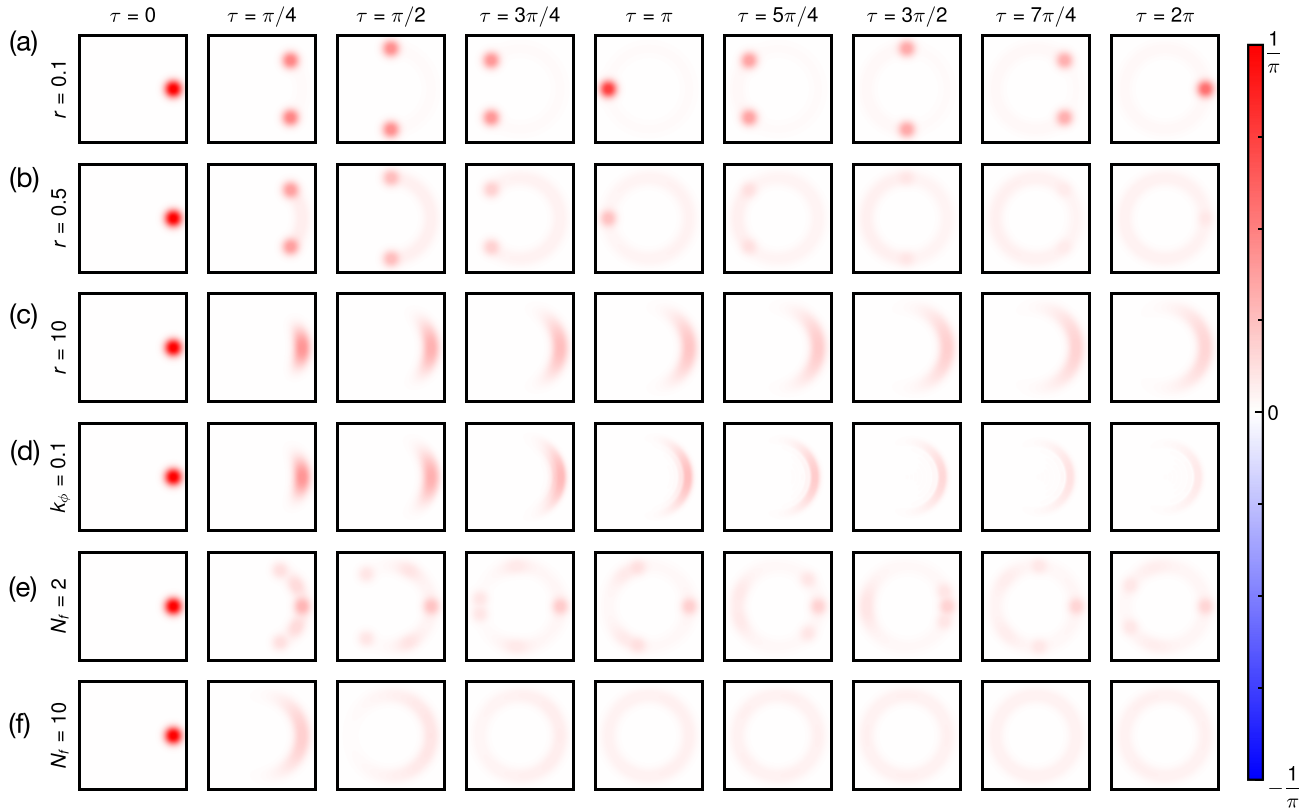 τ = 0 τ = π/4 τ = π/2 τ = 3π/4 τ = π τ = 5π/4 τ = 3π/2 τ = 7π/4 τ = 2π
(a) r = 0.1
(b) r = 0.5
(c) r = 10
(d) k_ϕ = 0.1
(e) N_f = 2
(f) N_f = 10
1/π
0
−1/π